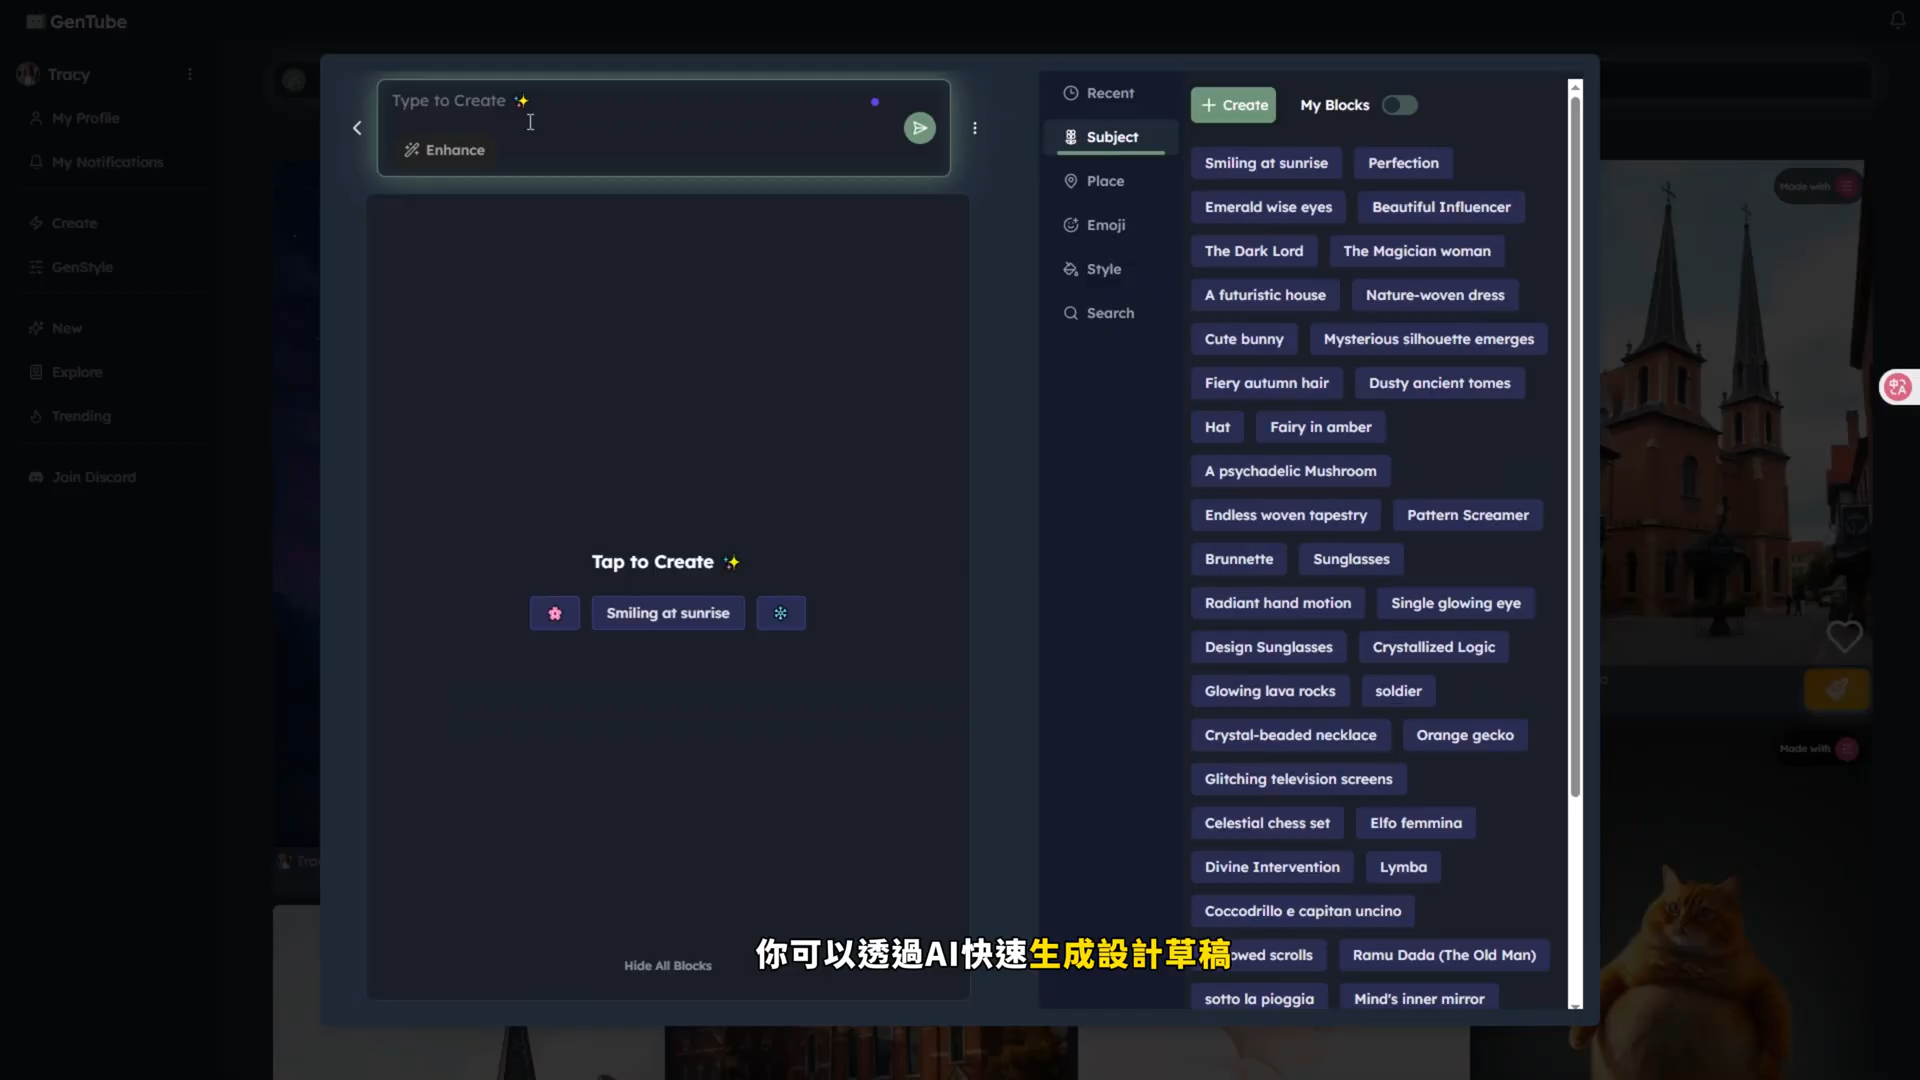 GenTube
Tracy
My Profile
My Notifications
Create
GenStyle
New
Explore
Trending
Join Discord
Type to Create ✨
Enhance
Tap to Create ✨
Smiling at sunrise
Hide All Blocks
Recent
Subject
Place
Emoji
Style
Search
+ Create My Blocks
Smiling at sunrise Perfection
Emerald wise eyes Beautiful Influencer
The Dark Lord The Magician woman
A futuristic house Nature-woven dress
Cute bunny Mysterious silhouette emerges
Fiery autumn hair Dusty ancient tomes
Hat Fairy in amber
A psychadelic Mushroom
Endless woven tapestry Pattern Screamer
Brunnette Sunglasses
Radiant hand motion Single glowing eye
Design Sunglasses Crystallized Logic
Glowing lava rocks soldier
Crystal-beaded necklace Orange gecko
Glitching television screens
Celestial chess set Elfo femmina
Divine Intervention Lymba
Coccodrillo e capitan uncino
scrolls Ramu Dada (The Old Man)
sotto la pioggia Mind's inner mirror
Made with
Made with
你可以透過AI快速生成設計草稿